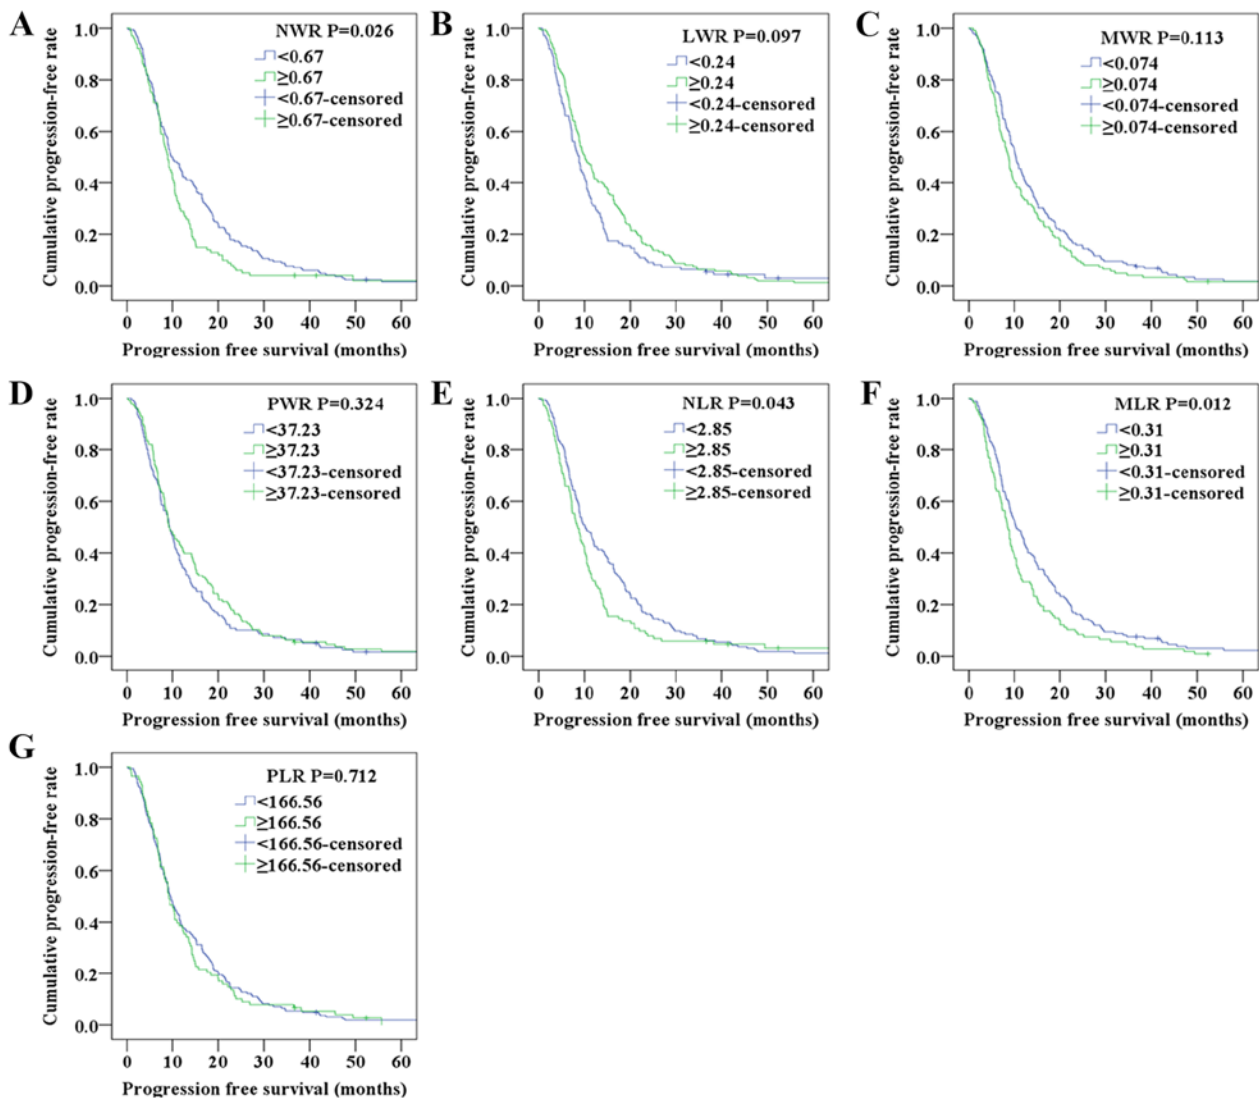 A
NWR P=0.026
<0.67
≥0.67
<0.67-censored
≥0.67-censored
Cumulative progression-free rate
1.0
0.8
0.6
0.4
0.2
0.0
0 10 20 30 40 50 60
Progression free survival (months)
B
LWR P=0.097
<0.24
≥0.24
<0.24-censored
≥0.24-censored
Cumulative progression-free rate
1.0
0.8
0.6
0.4
0.2
0.0
0 10 20 30 40 50 60
Progression free survival (months)
C
MWR P=0.113
<0.074
≥0.074
<0.074-censored
≥0.074-censored
Cumulative progression-free rate
1.0
0.8
0.6
0.4
0.2
0.0
0 10 20 30 40 50 60
Progression free survival (months)
D
PWR P=0.324
<37.23
≥37.23
<37.23-censored
≥37.23-censored
Cumulative progression-free rate
1.0
0.8
0.6
0.4
0.2
0.0
0 10 20 30 40 50 60
Progression free survival (months)
E
NLR P=0.043
<2.85
≥2.85
<2.85-censored
≥2.85-censored
Cumulative progression-free rate
1.0
0.8
0.6
0.4
0.2
0.0
0 10 20 30 40 50 60
Progression free survival (months)
F
MLR P=0.012
<0.31
≥0.31
<0.31-censored
≥0.31-censored
Cumulative progression-free rate
1.0
0.8
0.6
0.4
0.2
0.0
0 10 20 30 40 50 60
Progression free survival (months)
G
PLR P=0.712
<166.56
≥166.56
<166.56-censored
≥166.56-censored
Cumulative progression-free rate
1.0
0.8
0.6
0.4
0.2
0.0
0 10 20 30 40 50 60
Progression free survival (months)